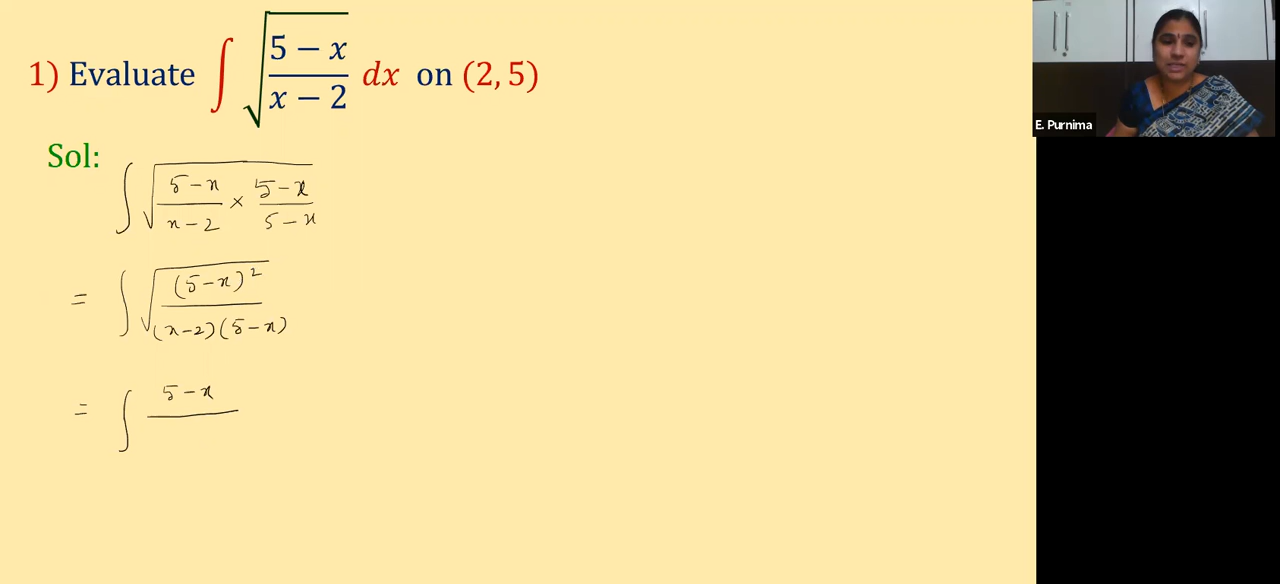 1) Evaluate ∫ √((5 − x)/(x − 2)) dx on (2, 5)
Sol:
∫ √((5−x)/(x−2) × (5−x)/(5−x))
= ∫ √((5−x)²/((x−2)(5−x)))
= ∫ 5−x
E. Purnima